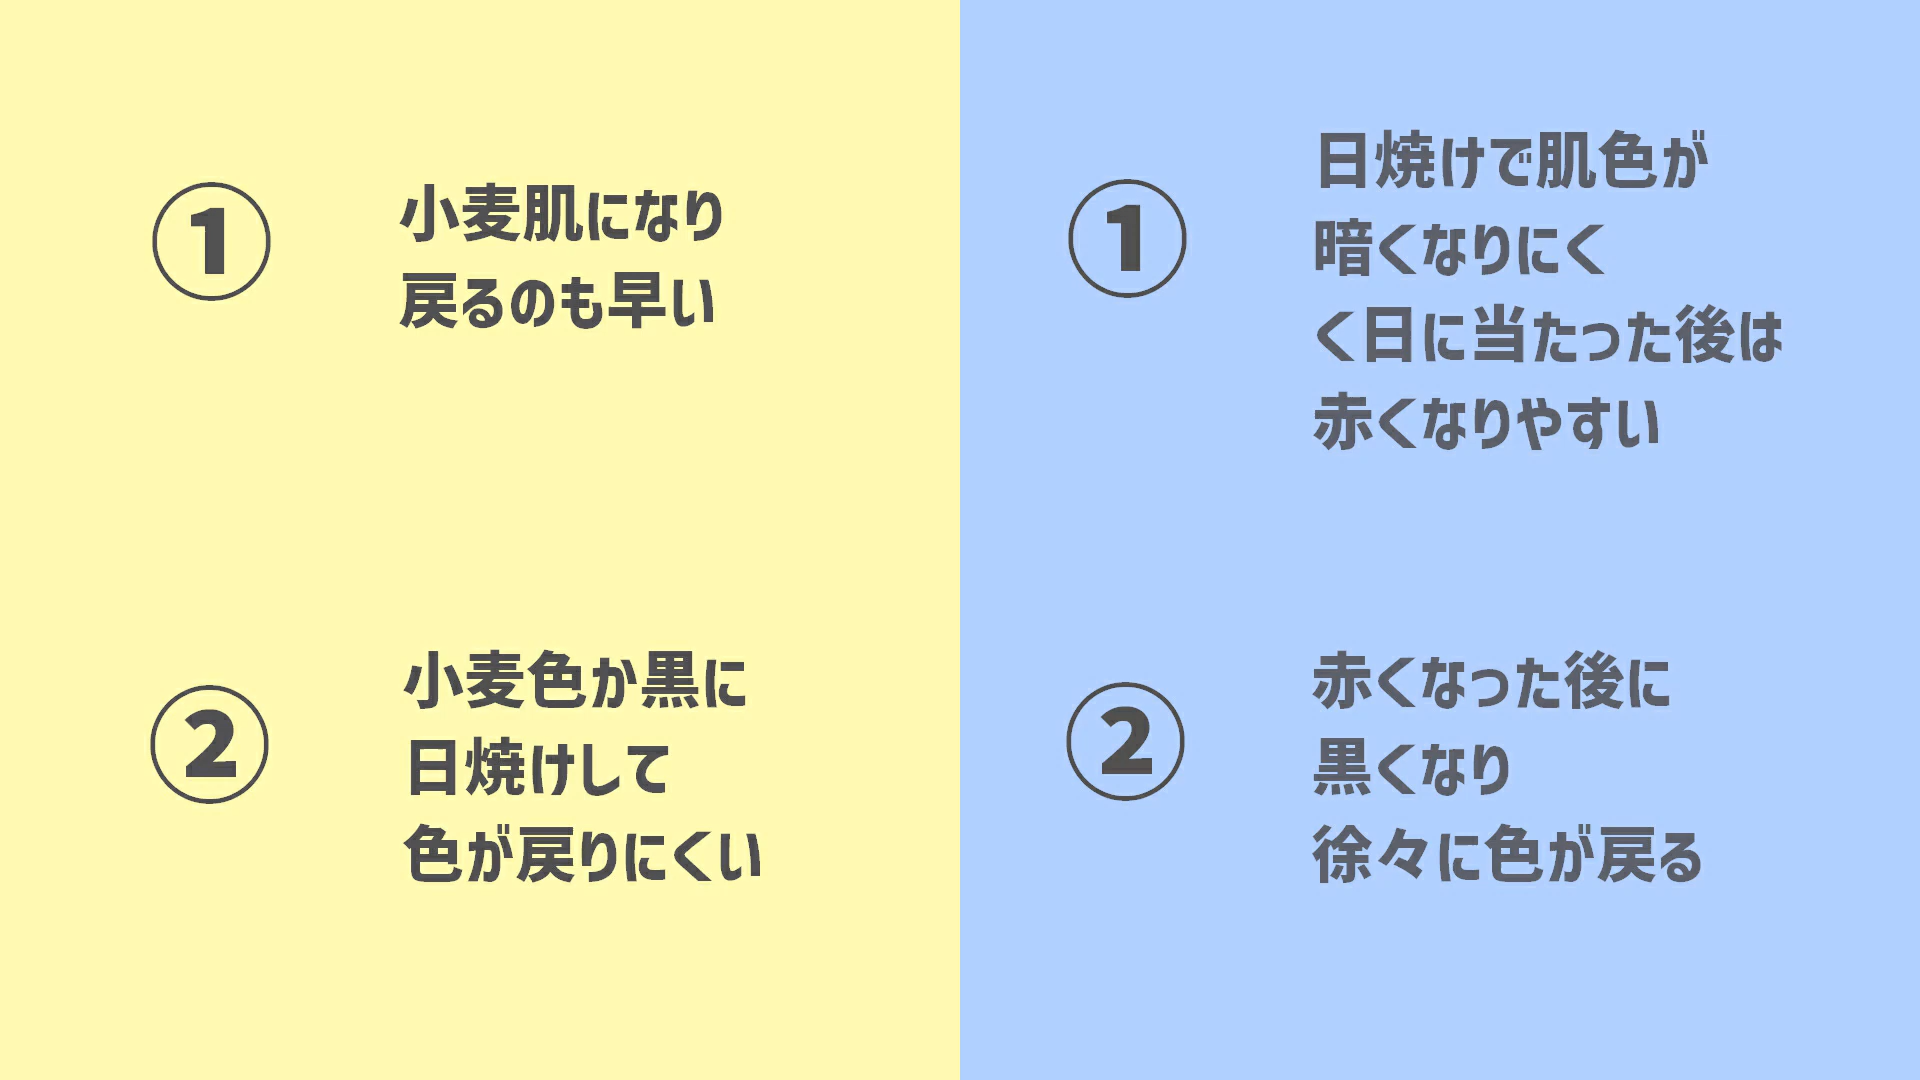 ①
小麦肌になり
戻るのも早い
②
小麦色か黒に
日焼けして
色が戻りにくい
①
日焼けで肌色が
暗くなりにく
く日に当たった後は
赤くなりやすい
②
赤くなった後に
黒くなり
徐々に色が戻る